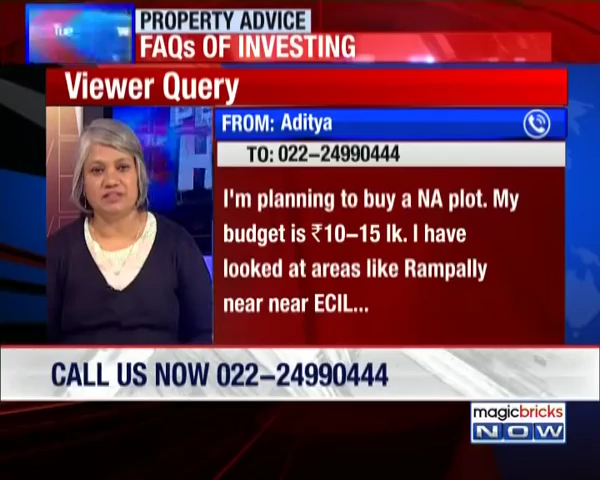 Tue
PROPERTY ADVICE
FAQs OF INVESTING
Viewer Query
FROM: Aditya
TO: 022-24990444
I'm planning to buy a NA plot. My
budget is ₹10-15 lk. I have
looked at areas like Rampally
near near ECIL...
CALL US NOW 022-24990444
magicbricks
NOW